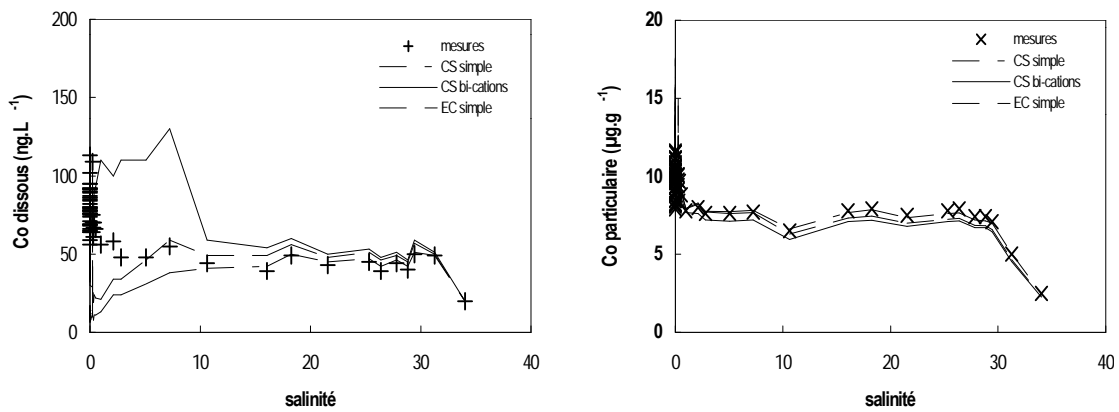 200
150
100
50
0
Co dissous (ng.L⁻¹)
mesures
CS simple
CS bi-cations
EC simple
0 10 20 30 40
salinité
20
15
10
5
0
Co particulaire (µg.g⁻¹)
mesures
CS simple
CS bi-cations
EC simple
0 10 20 30 40
salinité